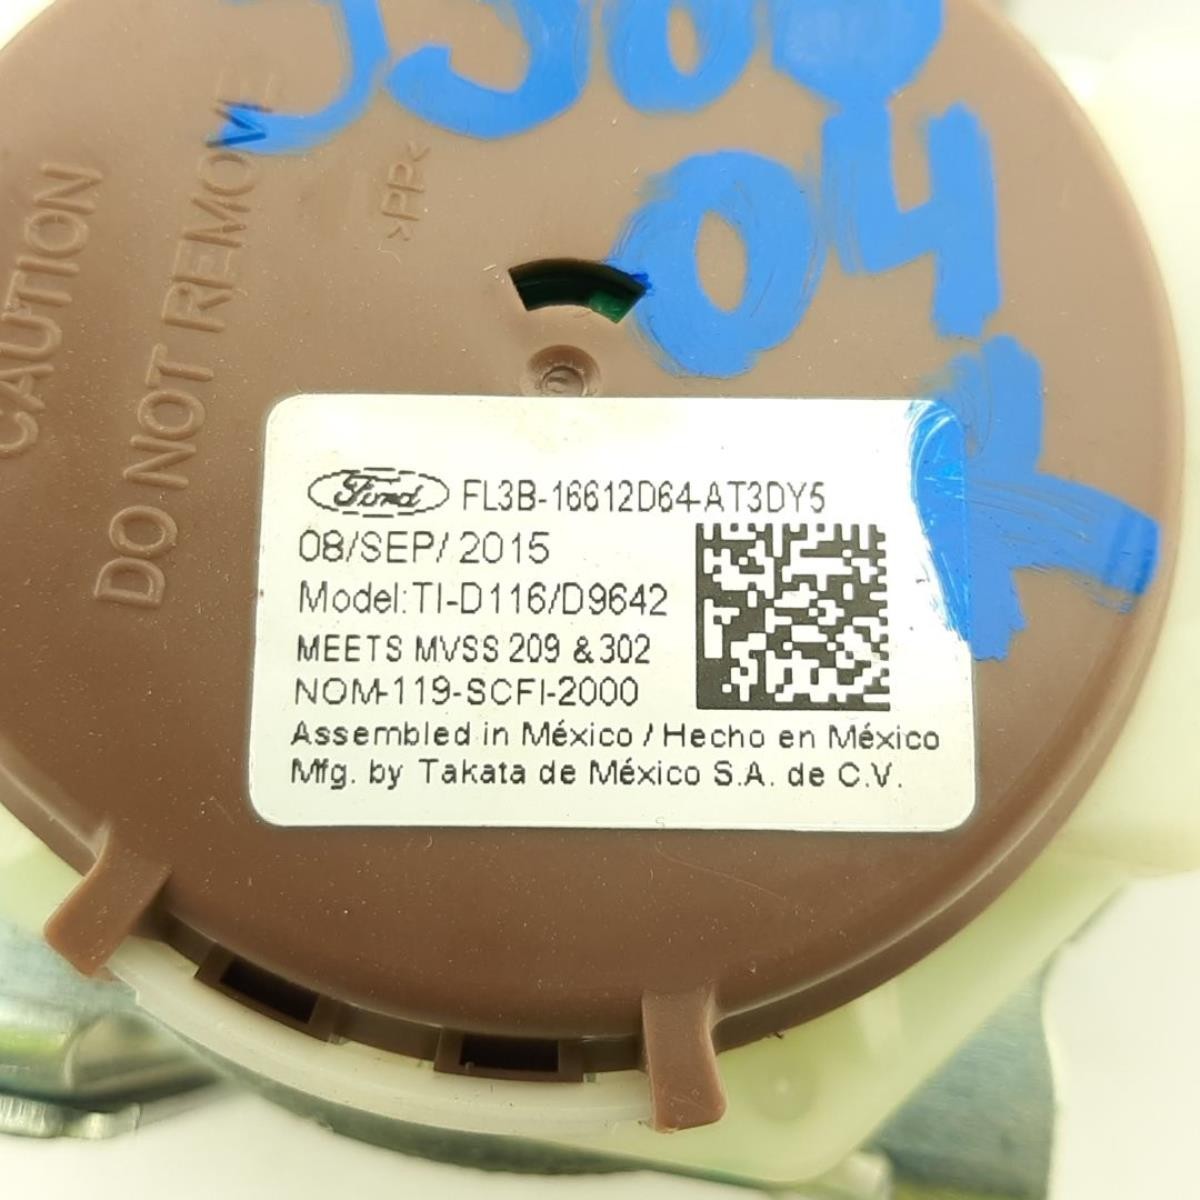 04
CAUTION
DO NOT REMOVE
>PP<
Ford FL3B-16612D64-AT3DY5
08/SEP/2015
Model:TI-D116/D9642
MEETS MVSS 209 & 302
NOM-119-SCFI-2000
Assembled in México / Hecho en México
Mfg. by Takata de México S.A. de C.V.